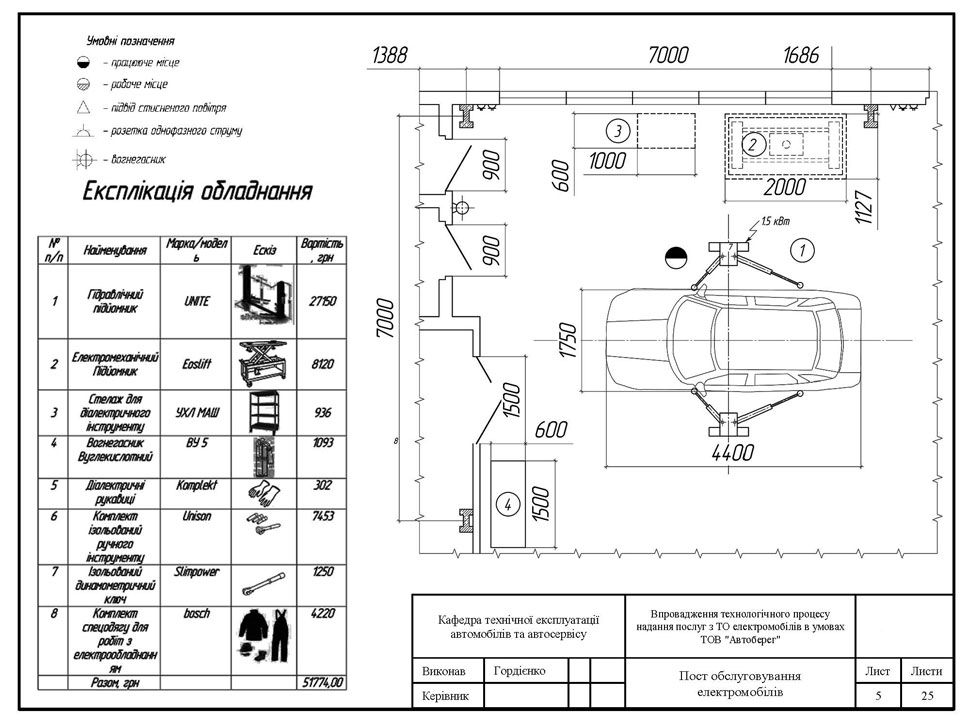 Умовні позначення
– працююче місце
– робоче місце
– підвід стисненого повітря
– розетка однофазного струму
– вогнегасник
Експлікація обладнання
№ п/п
Найменування
Марка/модел
ь
Ескіз
Вартість
, грн
1
Гідравлічний
підйомник
UNITE
27150
2
Електромеханічний
Підйомник
Easlift
8120
3
Стелаж для
діалектричного
інструменту
УХЛ МАШ
936
4
Вогнегасник
Вуглекислотний
ВУ 5
1093
5
Діалектричні
рукавиці
Komplekt
302
6
Комплект
ізольований
ручного
інструменту
Unison
7453
7
Ізольований
динамометричний
ключ
Slimpower
1250
8
Комплект
спецодягу для
робіт з
електрообладнанн
ям
bosch
4220
Разом, грн
51774,00
1388
7000
1686
900
600
3
1000
2
2000
1127
1,5 кВт
1
900
7
7000
1750
1500
8
600
4400
4
1500
Кафедра технічної експлуатації
автомобілів та автосервісу
Впровадження технологічного процесу
надання послуг з ТО електромобілів в умовах
ТОВ "Автоберег"
Виконав
Гордієнко
Керівник
Пост обслуговування
електромобілів
Лист
Листи
5
25